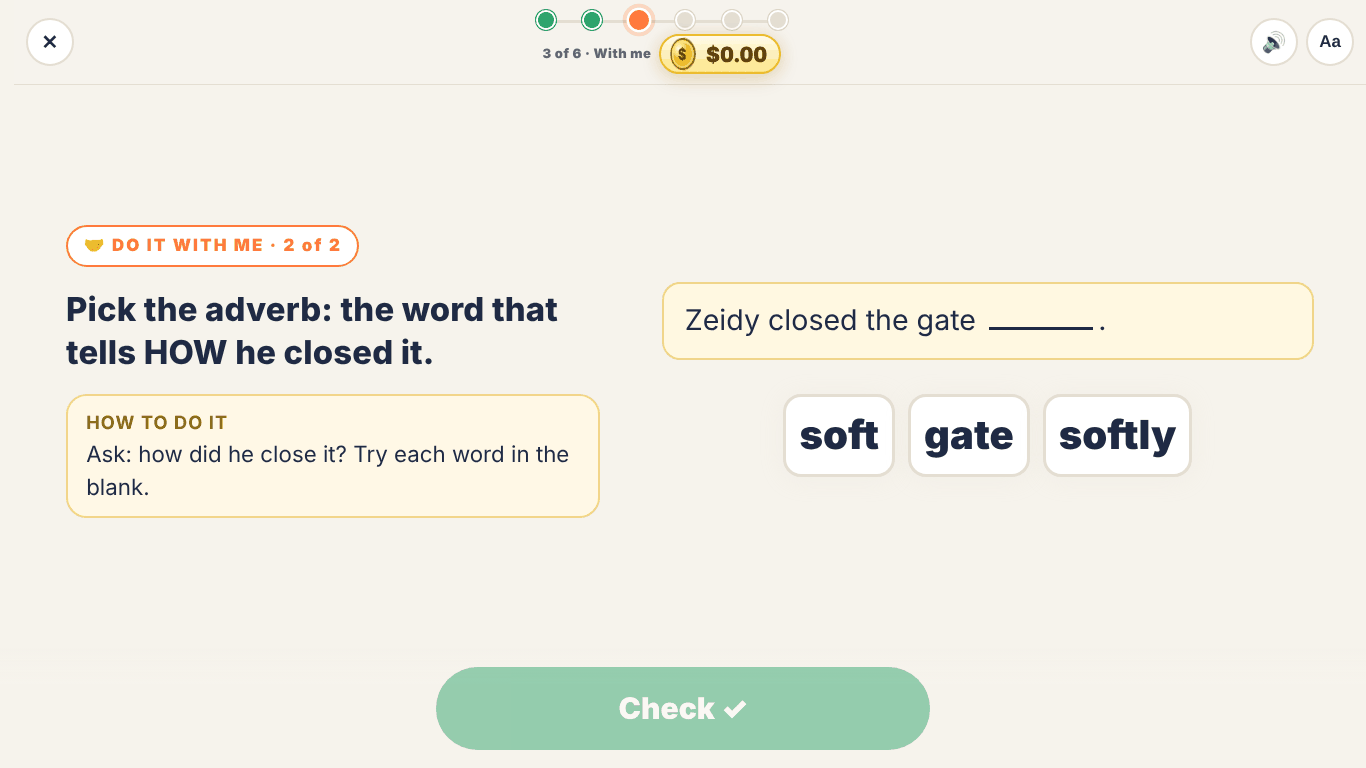 ✕
3 of 6 · With me
$ $0.00
Aa
DO IT WITH ME · 2 of 2
Pick the adverb: the word that
tells HOW he closed it.
HOW TO DO IT
Ask: how did he close it? Try each word in the
blank.
Zeidy closed the gate ______.
soft
gate
softly
Check ✓